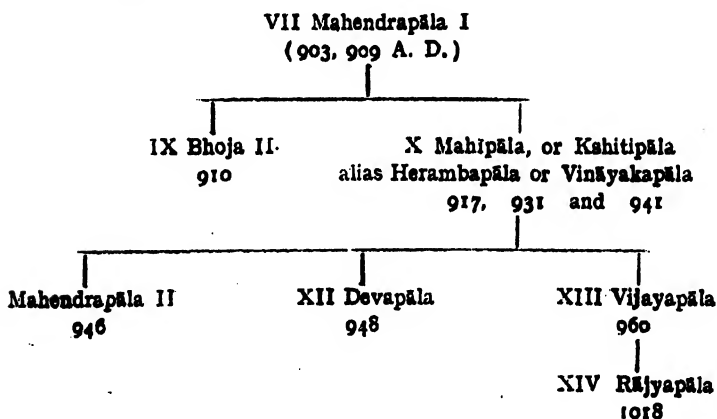 VII Mahendrapāla I
(903, 909 A. D.)
IX Bhoja II.
910
X Mahīpāla, or Kshitipāla
alias Herambapāla or Vināyakapāla
917, 931 and 941
Mahendrapāla II
946
XII Devapāla
948
XIII Vijayapāla
960
XIV Rājyapāla
1018